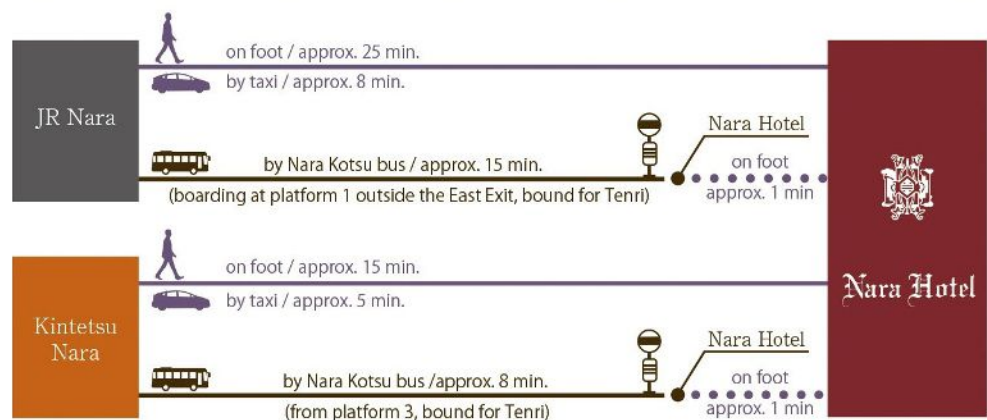 JR Nara
on foot / approx. 25 min.
by taxi / approx. 8 min.
by Nara Kotsu bus / approx. 15 min.
(boarding at platform 1 outside the East Exit, bound for Tenri)
Nara Hotel
on foot
approx. 1 min
Kintetsu
Nara
on foot / approx. 15 min.
by taxi / approx. 5 min.
by Nara Kotsu bus /approx. 8 min.
(from platform 3, bound for Tenri)
Nara Hotel
on foot
approx. 1 min
Nara Hotel